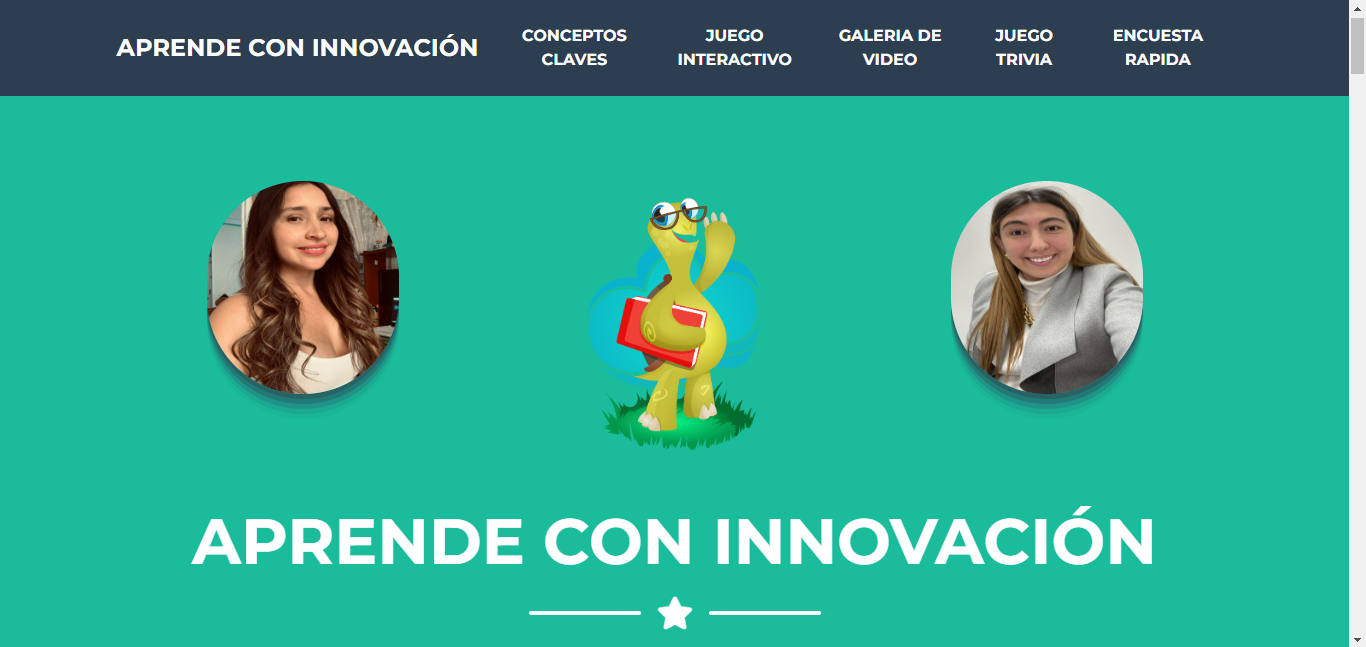 APRENDE CON INNOVACIÓN
CONCEPTOS
CLAVES
JUEGO
INTERACTIVO
GALERIA DE
VIDEO
JUEGO
TRIVIA
ENCUESTA
RAPIDA
APRENDE CON INNOVACIÓN